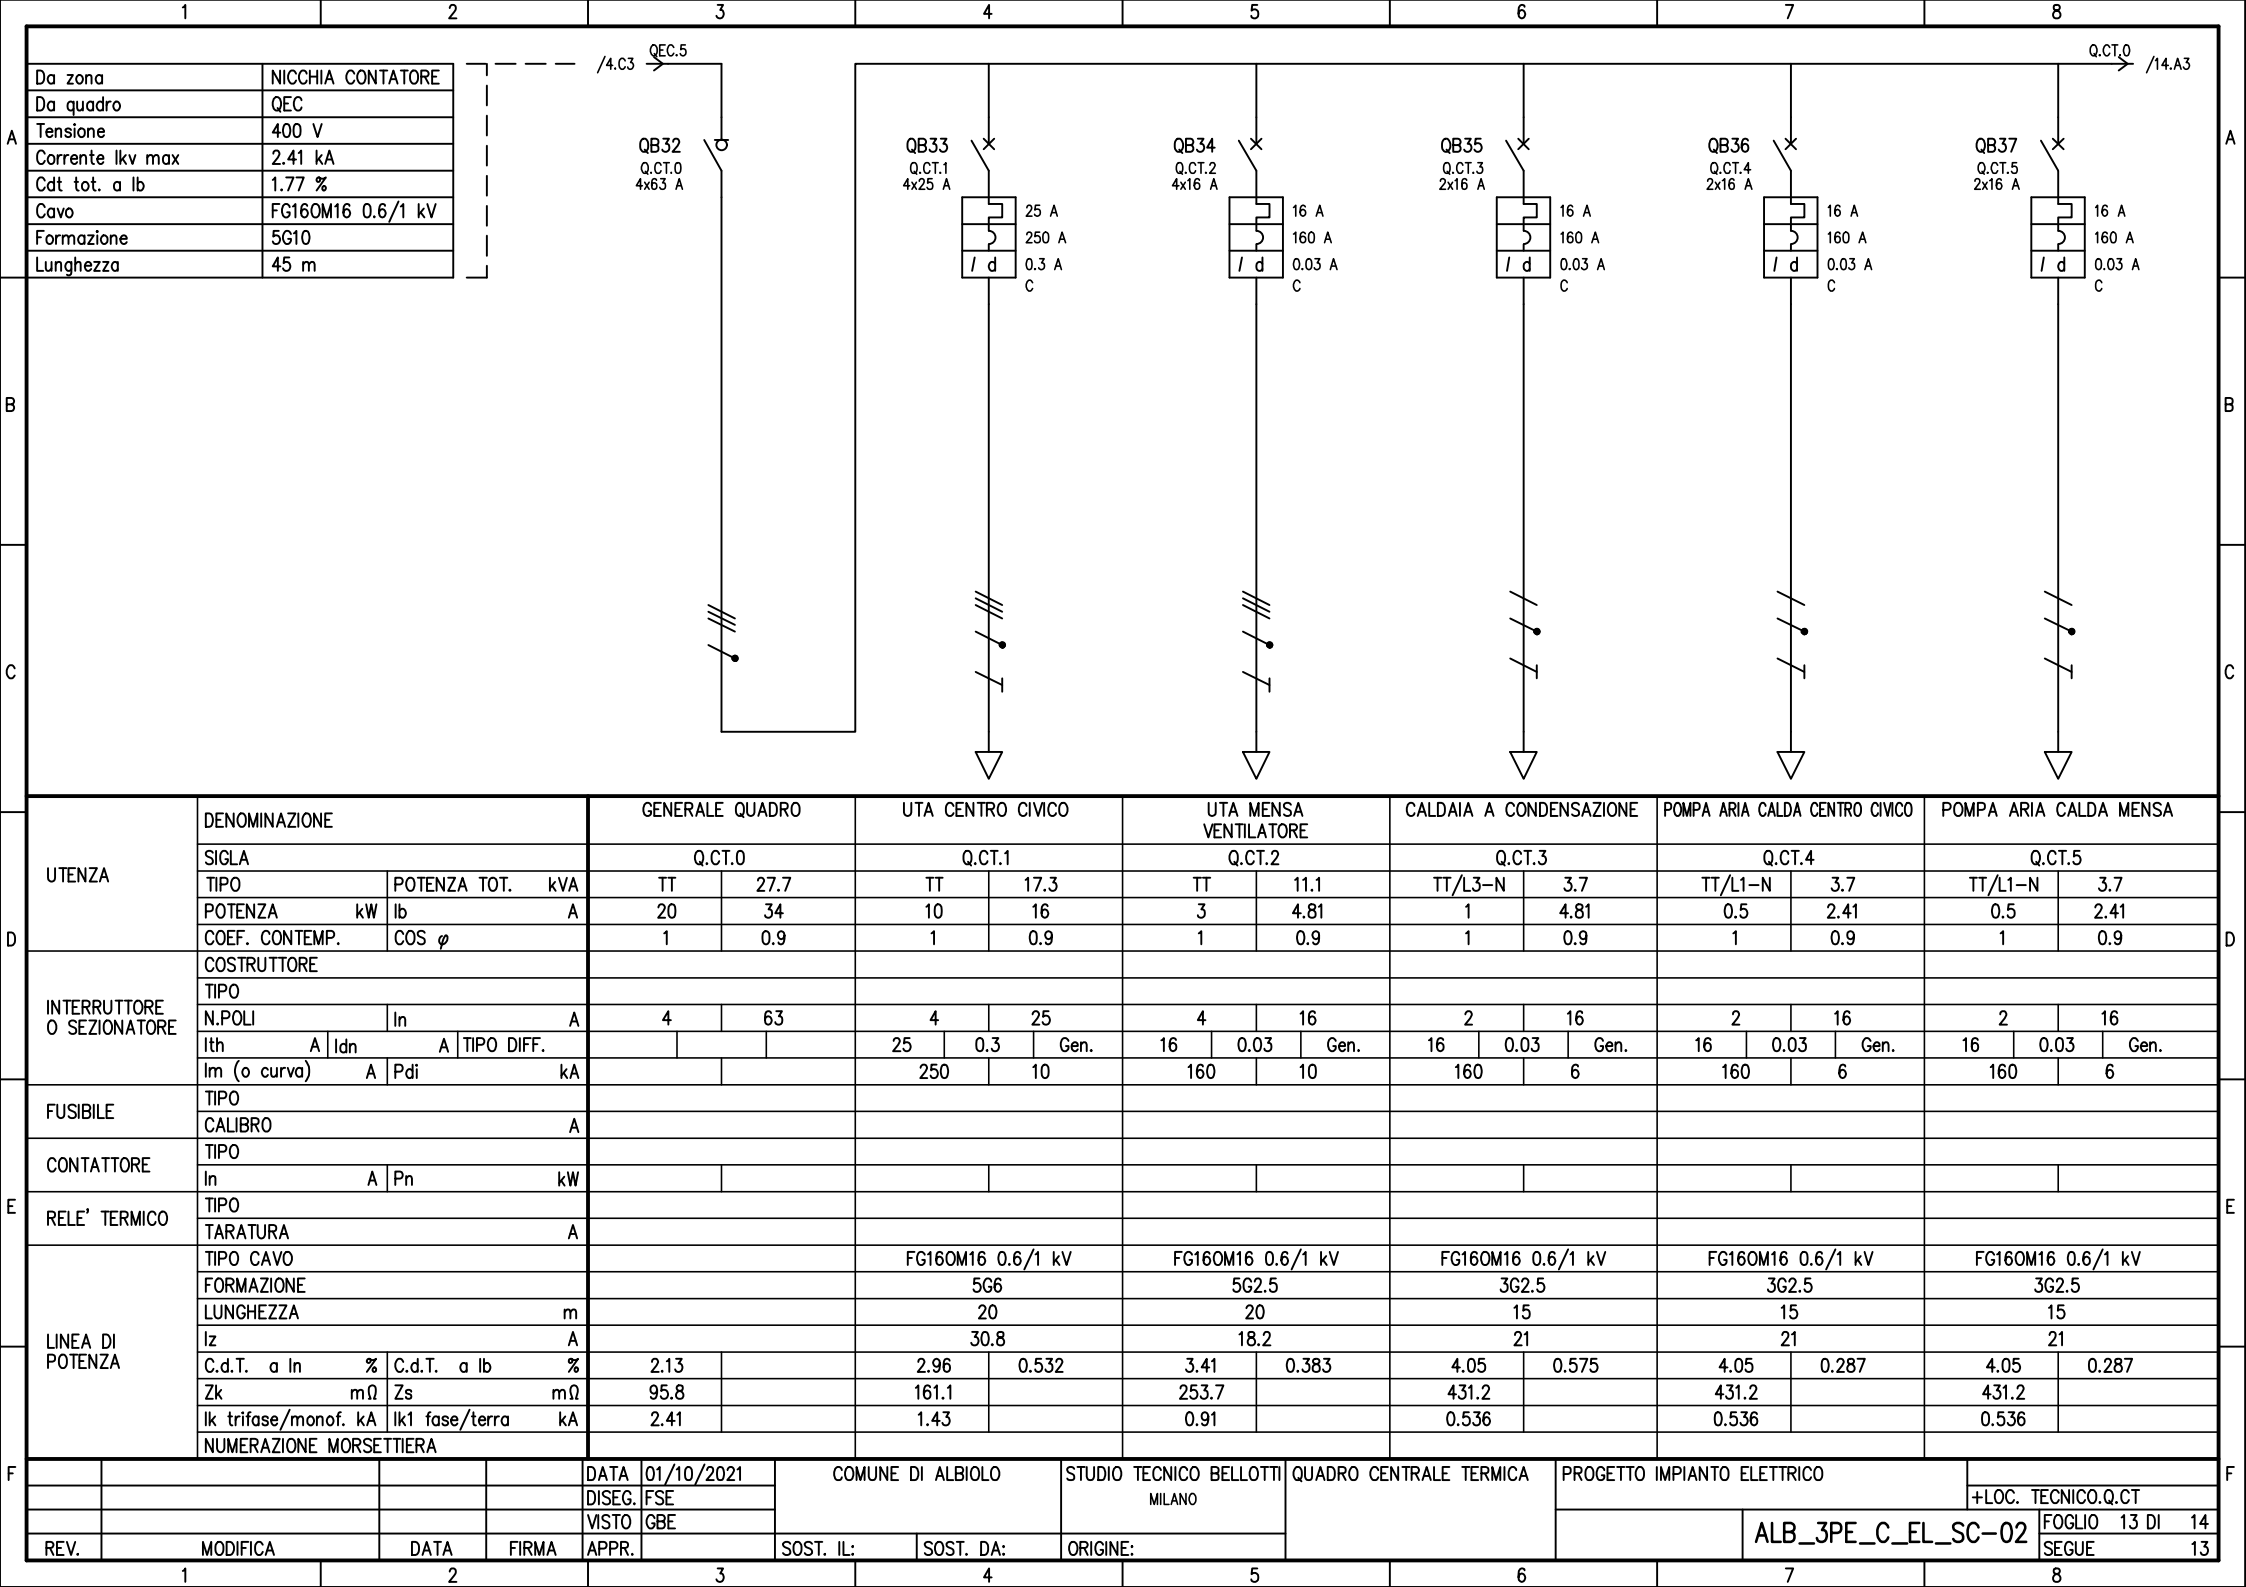 1 2 3 4 5 6 7 8
A
B
C
D
E
F
A
B
C
D
E
F
Da zona NICCHIA CONTATORE
Da quadro QEC
Tensione 400 V
Corrente Ikv max 2.41 kA
Cdt tot. a Ib 1.77 %
Cavo FG16OM16 0.6/1 kV
Formazione 5G10
Lunghezza 45 m
/4.C3
QEC.5
Q.CT.0
/14.A3
QB32
Q.CT.0
4x63 A
QB33
Q.CT.1
4x25 A
25 A
250 A
I d 0.3 A
C
QB34
Q.CT.2
4x16 A
16 A
160 A
I d 0.03 A
C
QB35
Q.CT.3
2x16 A
16 A
160 A
I d 0.03 A
C
QB36
Q.CT.4
2x16 A
16 A
160 A
I d 0.03 A
C
QB37
Q.CT.5
2x16 A
16 A
160 A
I d 0.03 A
C
UTENZA
DENOMINAZIONE GENERALE QUADRO UTA CENTRO CIVICO UTA MENSA CALDAIA A CONDENSAZIONE POMPA ARIA CALDA CENTRO CIVICO POMPA ARIA CALDA MENSA
VENTILATORE
SIGLA Q.CT.0 Q.CT.1 Q.CT.2 Q.CT.3 Q.CT.4 Q.CT.5
TIPO POTENZA TOT. kVA TT 27.7 TT 17.3 TT 11.1 TT/L3-N 3.7 TT/L1-N 3.7 TT/L1-N 3.7
POTENZA kW Ib A 20 34 10 16 3 4.81 1 4.81 0.5 2.41 0.5 2.41
COEF. CONTEMP. COS φ 1 0.9 1 0.9 1 0.9 1 0.9 1 0.9 1 0.9
INTERRUTTORE
O SEZIONATORE
COSTRUTTORE
TIPO
N.POLI In A 4 63 4 25 4 16 2 16 2 16 2 16
Ith A Idn A TIPO DIFF. 25 0.3 Gen. 16 0.03 Gen. 16 0.03 Gen. 16 0.03 Gen. 16 0.03 Gen.
Im (o curva) A Pdi kA 250 10 160 10 160 6 160 6 160 6
FUSIBILE
TIPO
CALIBRO A
CONTATTORE
TIPO
In A Pn kW
RELE' TERMICO
TIPO
TARATURA A
LINEA DI
POTENZA
TIPO CAVO FG16OM16 0.6/1 kV FG16OM16 0.6/1 kV FG16OM16 0.6/1 kV FG16OM16 0.6/1 kV FG16OM16 0.6/1 kV
FORMAZIONE 5G6 5G2.5 3G2.5 3G2.5 3G2.5
LUNGHEZZA m 20 20 15 15 15
Iz A 30.8 18.2 21 21 21
C.d.T. a In % C.d.T. a Ib % 2.13 2.96 0.532 3.41 0.383 4.05 0.575 4.05 0.287 4.05 0.287
Zk mΩ Zs mΩ 95.8 161.1 253.7 431.2 431.2 431.2
Ik trifase/monof. kA Ik1 fase/terra kA 2.41 1.43 0.91 0.536 0.536 0.536
NUMERAZIONE MORSETTIERA
REV. MODIFICA DATA FIRMA
DATA 01/10/2021
DISEG. FSE
VISTO GBE
APPR.
COMUNE DI ALBIOLO
SOST. IL: SOST. DA:
STUDIO TECNICO BELLOTTI
MILANO
ORIGINE:
QUADRO CENTRALE TERMICA
PROGETTO IMPIANTO ELETTRICO
+LOC. TECNICO.Q.CT
ALB_3PE_C_EL_SC-02
FOGLIO 13 DI 14
SEGUE 13
1 2 3 4 5 6 7 8